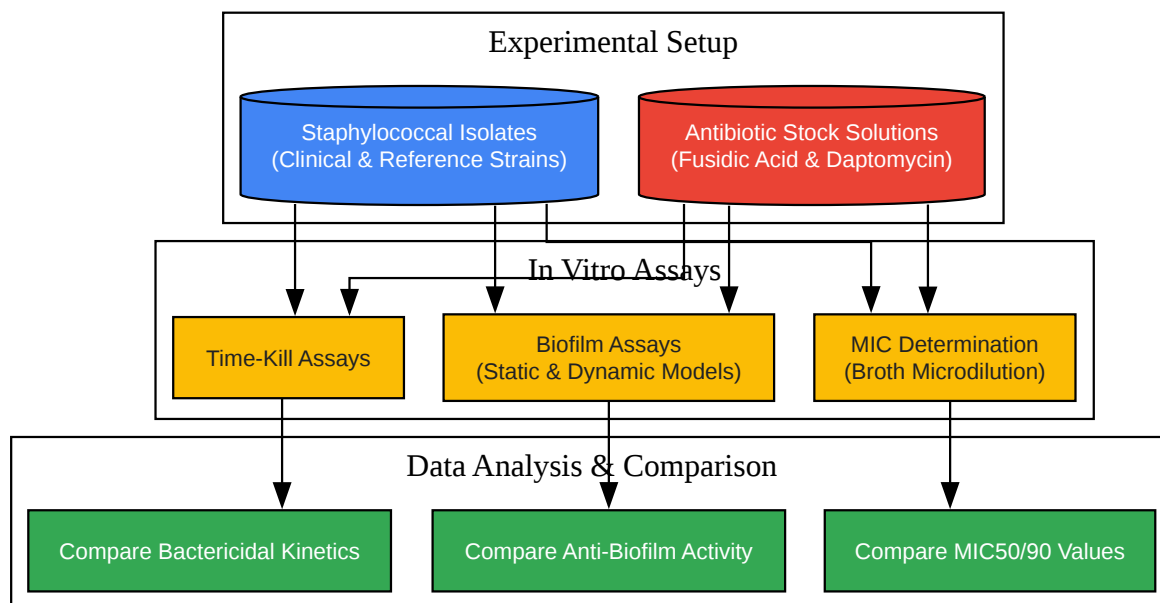 Experimental Setup
Staphylococcal Isolates
(Clinical & Reference Strains)
Antibiotic Stock Solutions
(Fusidic Acid & Daptomycin)
In Vitro Assays
Time-Kill Assays
Biofilm Assays
(Static & Dynamic Models)
MIC Determination
(Broth Microdilution)
Data Analysis & Comparison
Compare Bactericidal Kinetics
Compare Anti-Biofilm Activity
Compare MIC50/90 Values